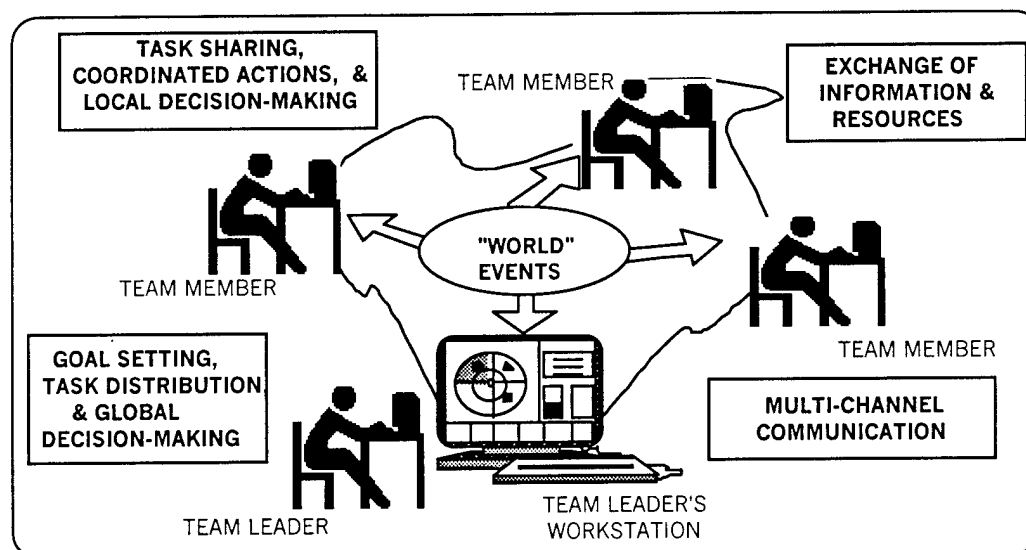 TASK SHARING,
COORDINATED ACTIONS, &
LOCAL DECISION-MAKING
TEAM MEMBER
EXCHANGE OF
INFORMATION &
RESOURCES
"WORLD"
EVENTS
TEAM MEMBER
TEAM MEMBER
GOAL SETTING,
TASK DISTRIBUTION
& GLOBAL
DECISION-MAKING
MULTI-CHANNEL
COMMUNICATION
TEAM LEADER
TEAM LEADER'S
WORKSTATION